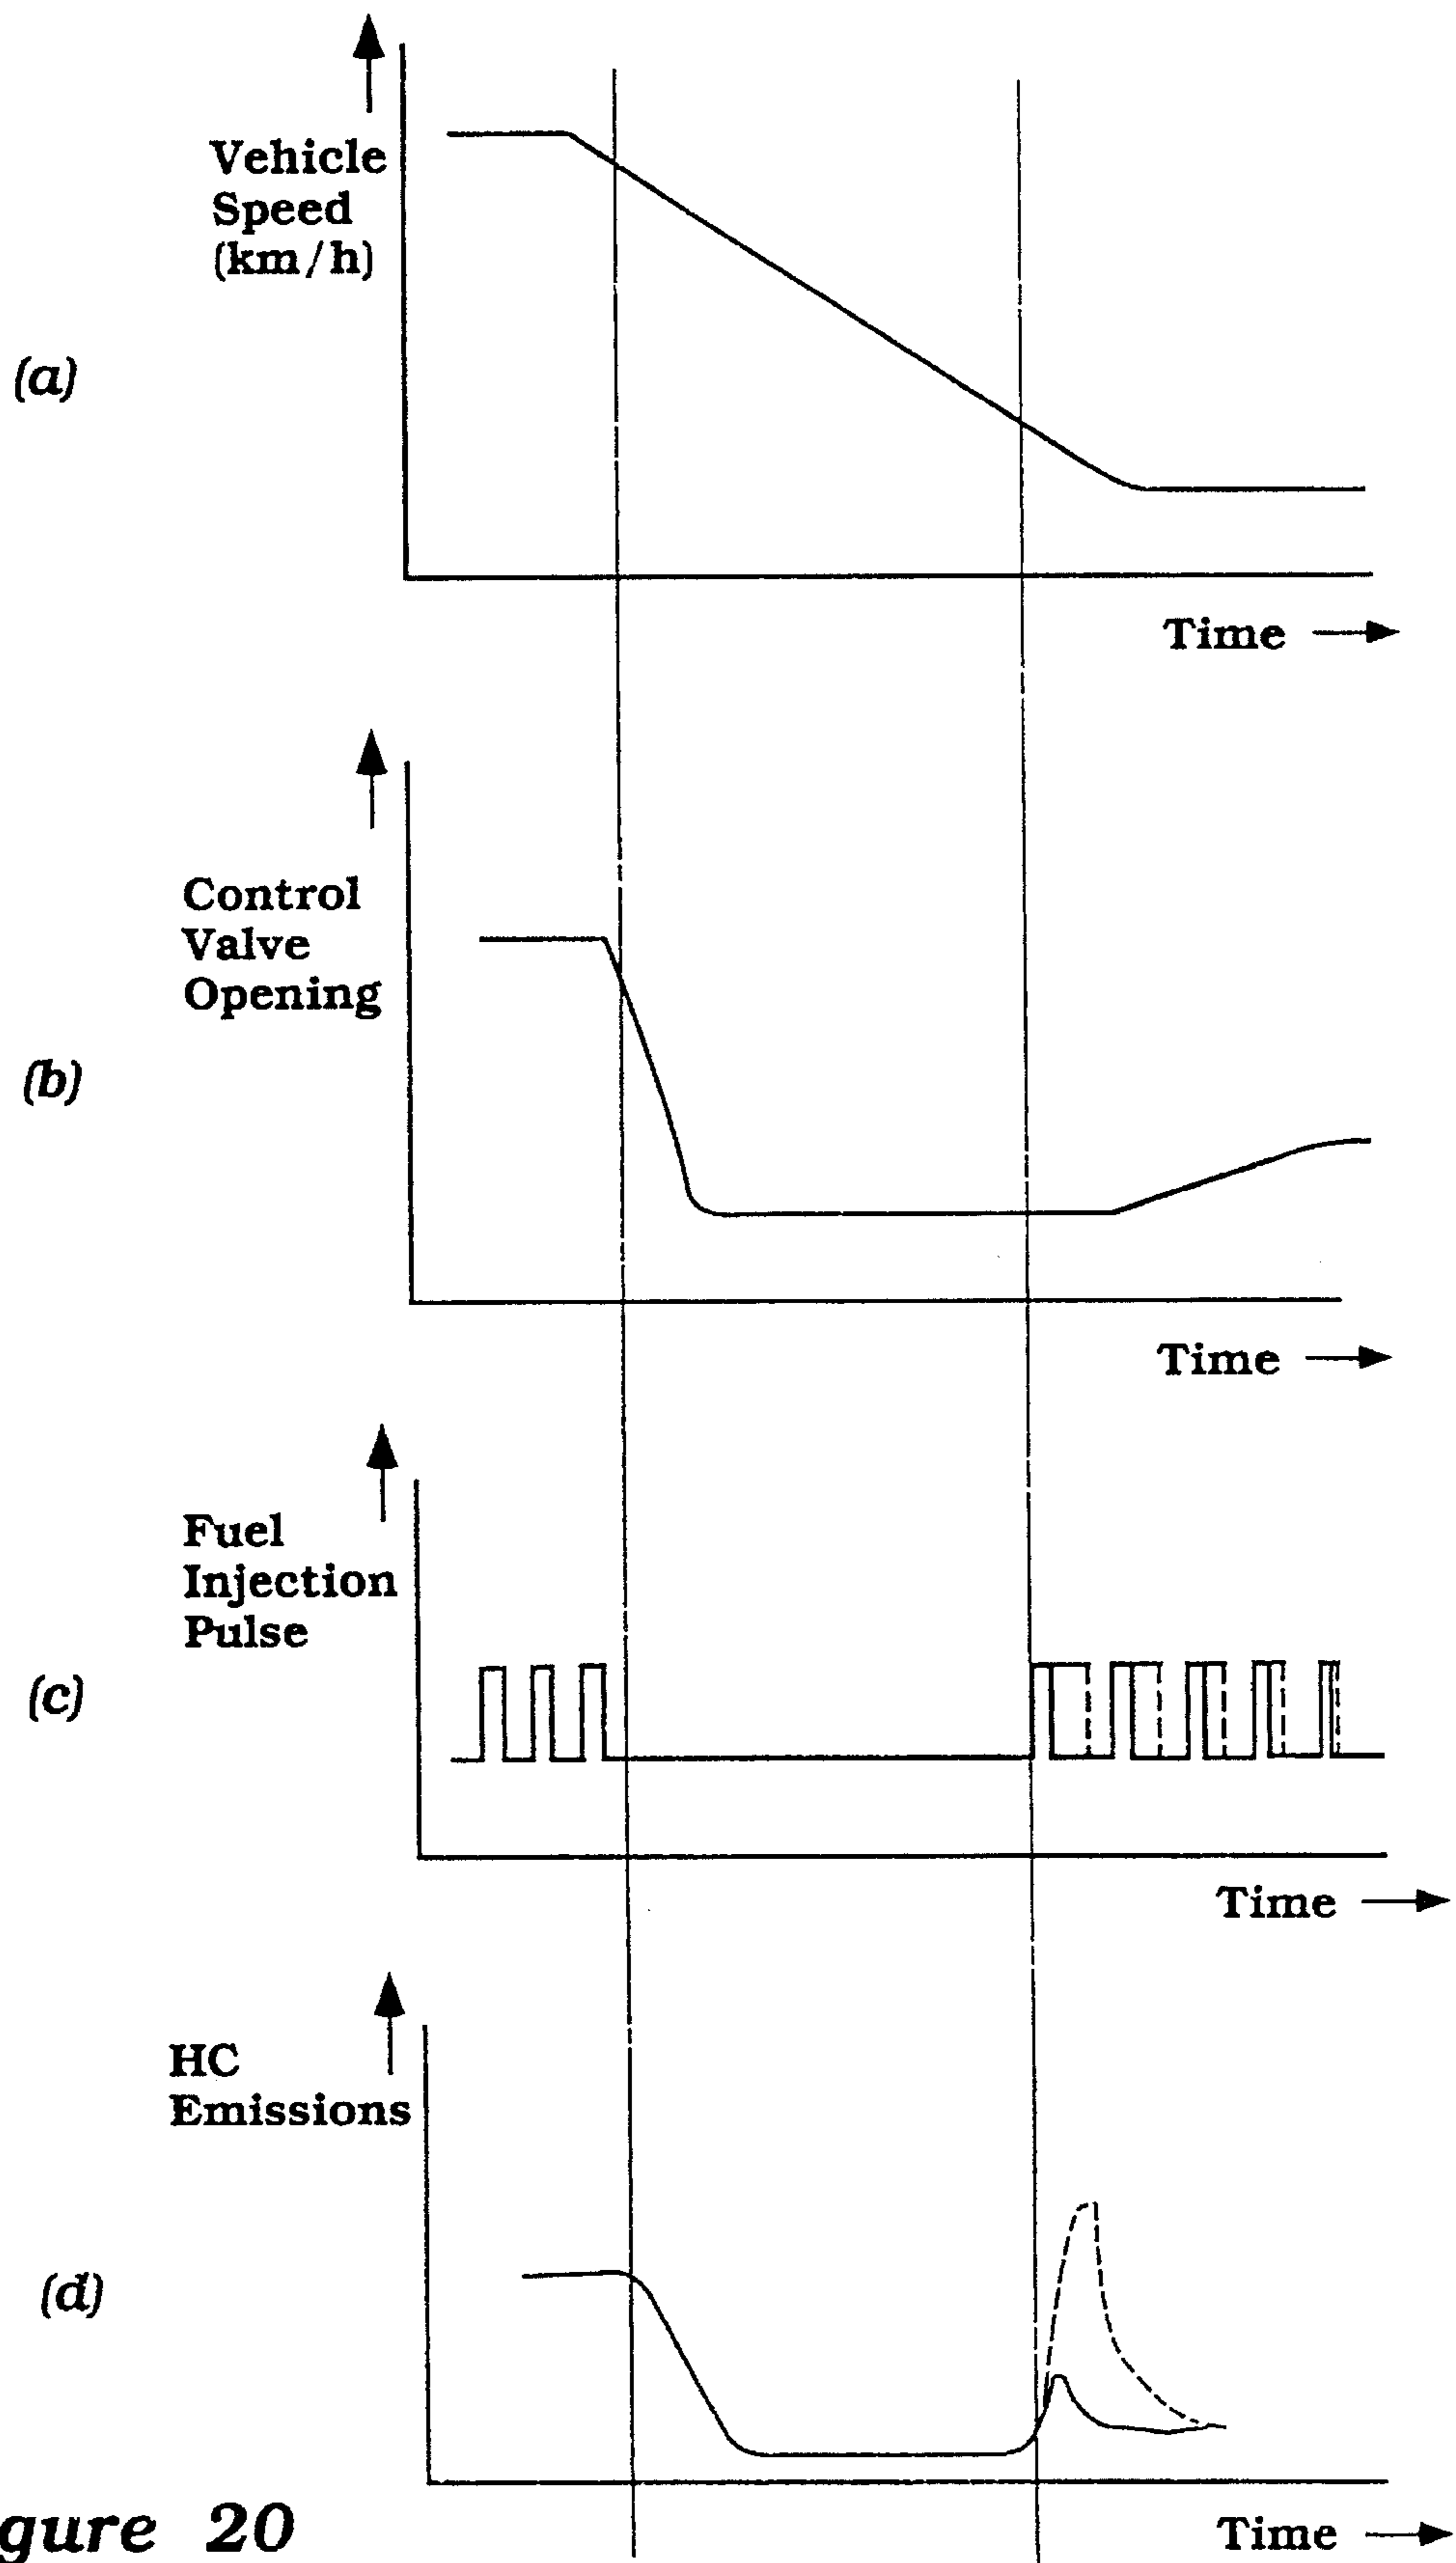 Vehicle
Speed
(km/h)
(a)
Time
Control
Valve
Opening
(b)
Time
Fuel
Injection
Pulse
(c)
Time
HC
Emissions
(d)
Time
gure 20